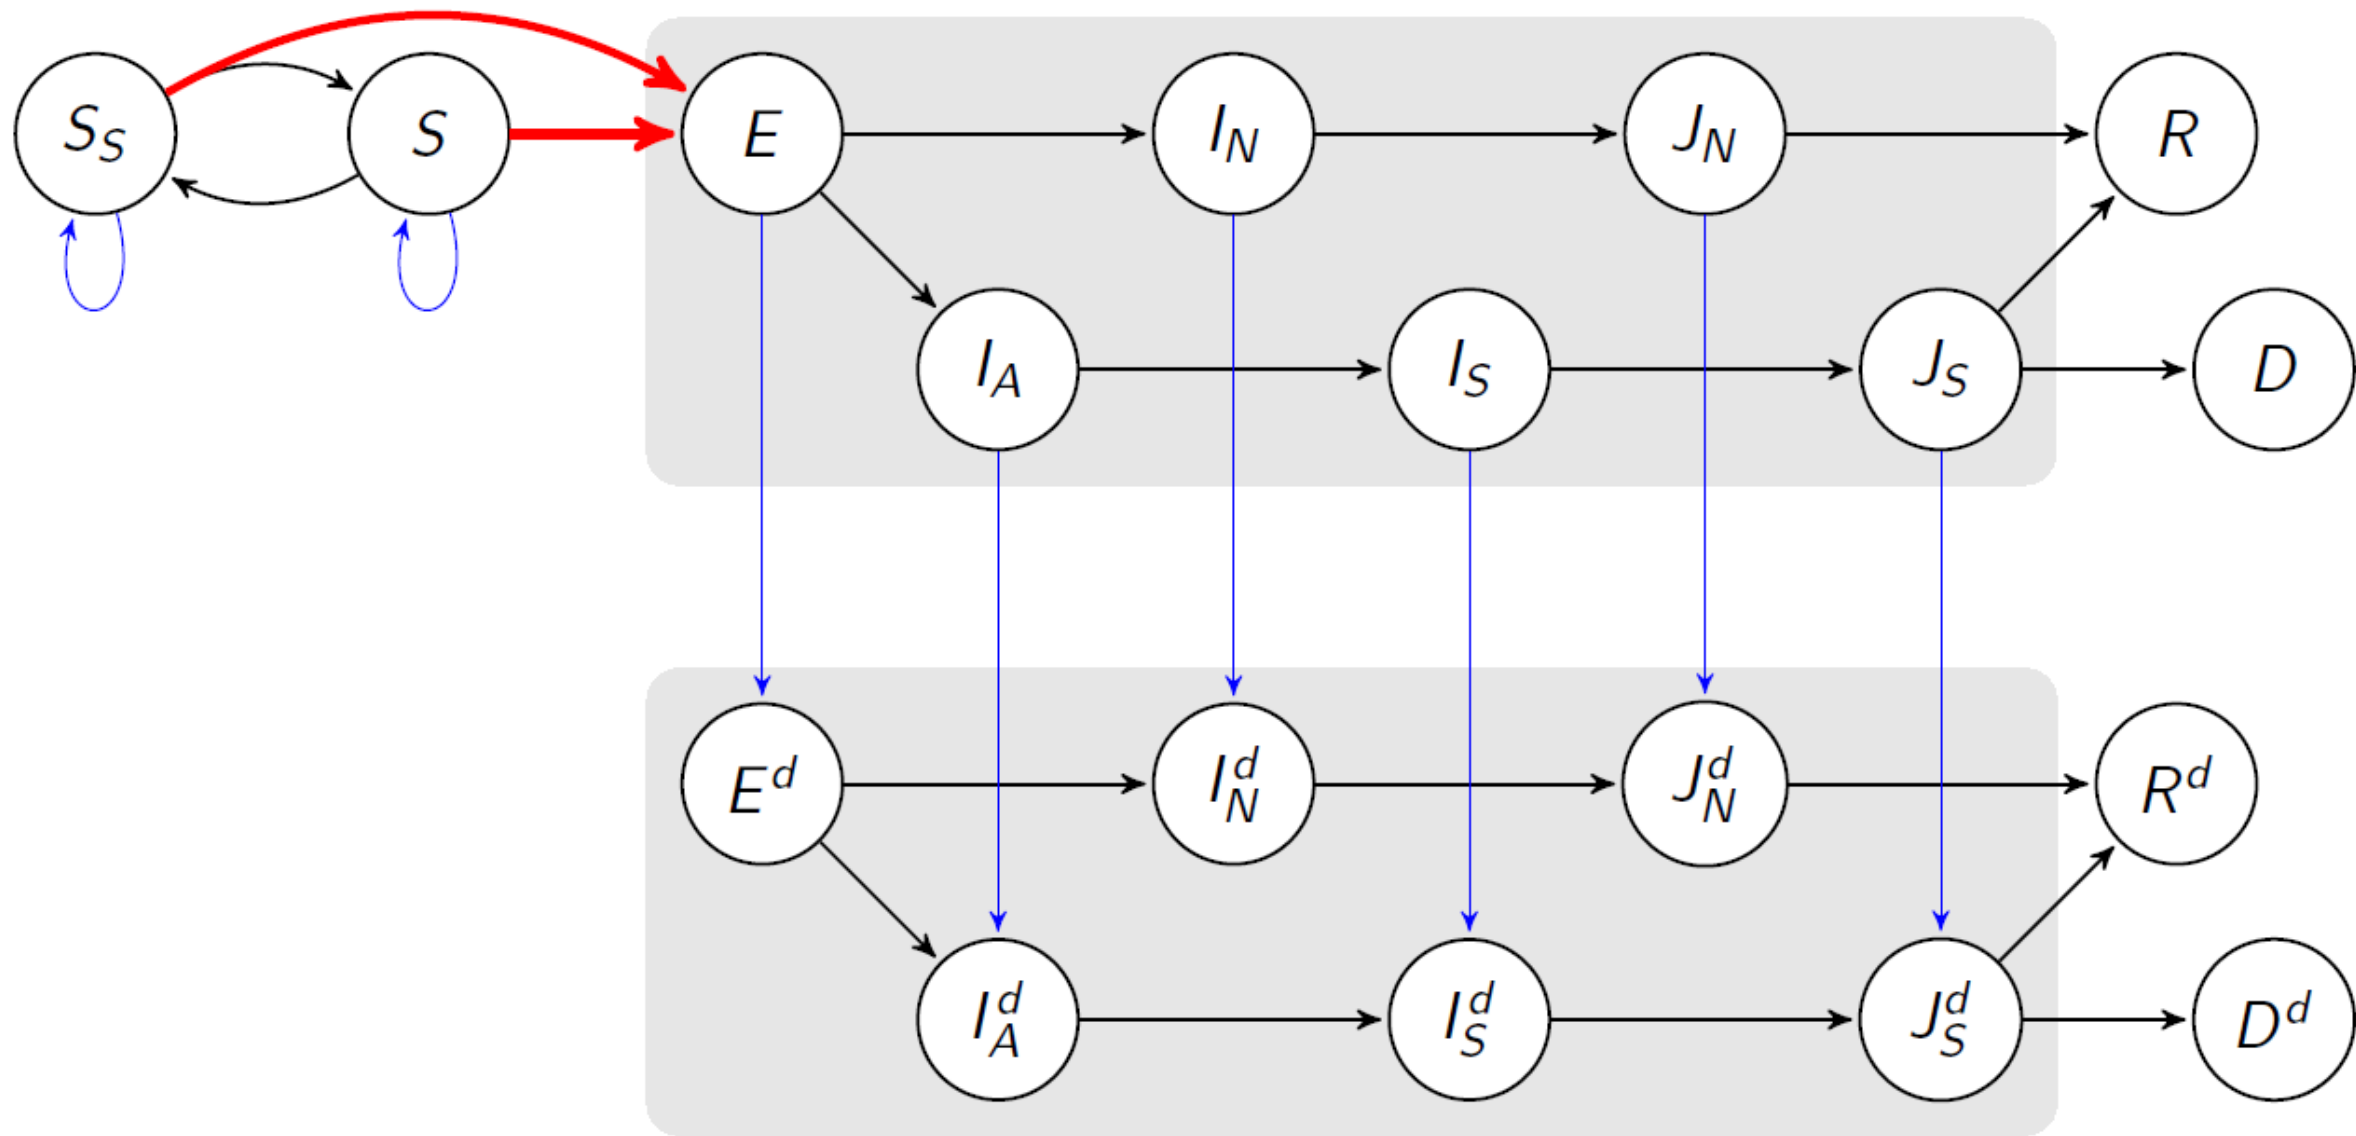 S_S S E I_N J_N R
I_A I_S J_S D
E^d I_N^d J_N^d R^d
I_A^d I_S^d J_S^d D^d